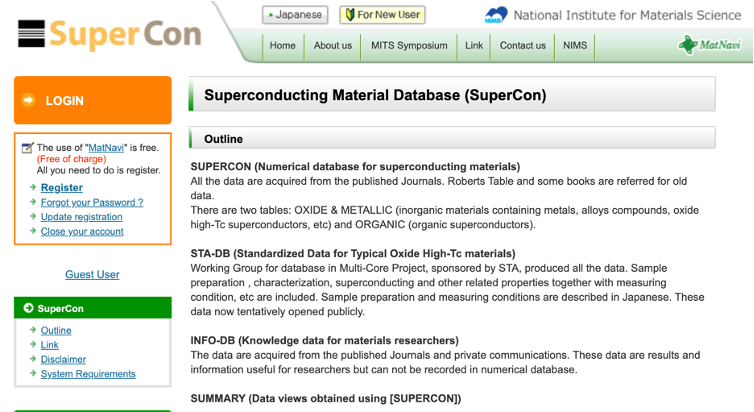 Super Con
Japanese
For New User
NIMS
National Institute for Materials Science
Home
About us
MITS Symposium
Link
Contact us
NIMS
MatNavi
LOGIN
The use of "MatNavi" is free.
(Free of charge)
All you need to do is register.
Register
Forgot your Password ?
Update registration
Close your account
Guest User
SuperCon
Outline
Link
Disclaimer
System Requirements
Superconducting Material Database (SuperCon)
Outline
SUPERCON (Numerical database for superconducting materials)
All the data are acquired from the published Journals. Roberts Table and some books are referred for old
data.
There are two tables: OXIDE & METALLIC (inorganic materials containing metals, alloys compounds, oxide
high-Tc superconductors, etc) and ORGANIC (organic superconductors).
STA-DB (Standardized Data for Typical Oxide High-Tc materials)
Working Group for database in Multi-Core Project, sponsored by STA, produced all the data. Sample
preparation , characterization, superconducting and other related properties together with measuring
condition, etc are included. Sample preparation and measuring conditions are described in Japanese. These
data now tentatively opened publicly.
INFO-DB (Knowledge data for materials researchers)
The data are acquired from the published Journals and private communications. These data are results and
information useful for researchers but can not be recorded in numerical database.
SUMMARY (Data views obtained using [SUPERCON])